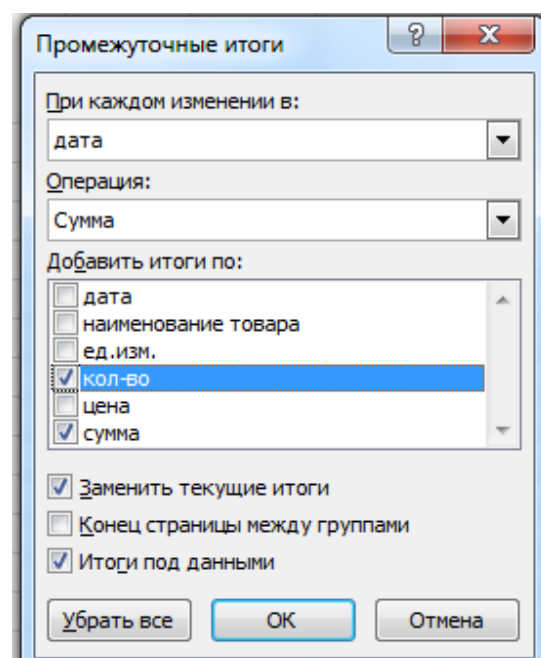 Промежуточные итоги
При каждом изменении в:
дата
Операция:
Сумма
Добавить итоги по:
дата
наименование товара
ед.изм.
кол-во
цена
сумма
Заменить текущие итоги
Конец страницы между группами
Итоги под данными
Убрать все ОК Отмена